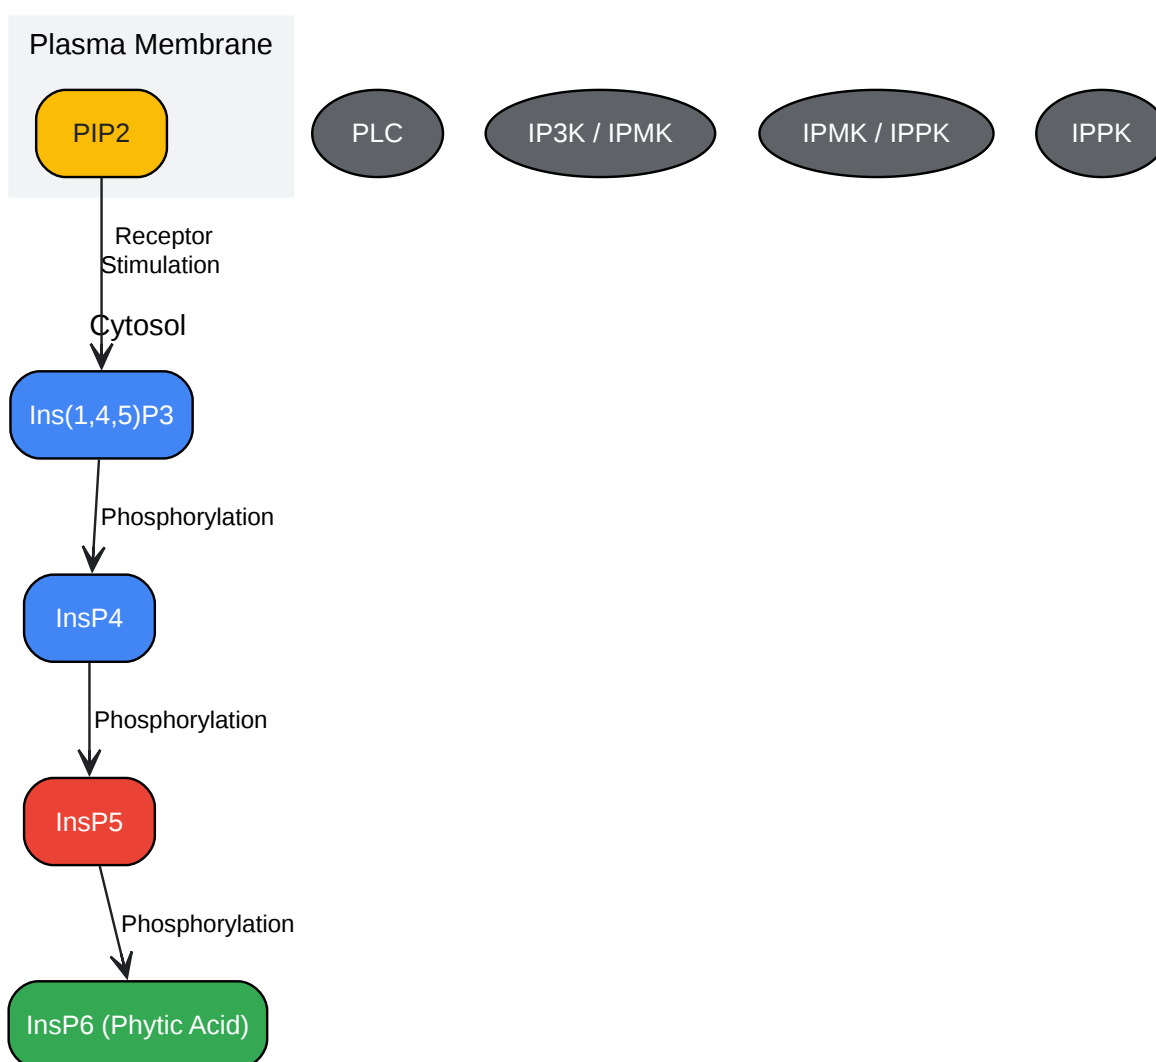 Plasma Membrane
PIP2
PLC
IP3K / IPMK
IPMK / IPPK
IPPK
Receptor
Stimulation
Cytosol
Ins(1,4,5)P3
Phosphorylation
InsP4
Phosphorylation
InsP5
Phosphorylation
InsP6 (Phytic Acid)